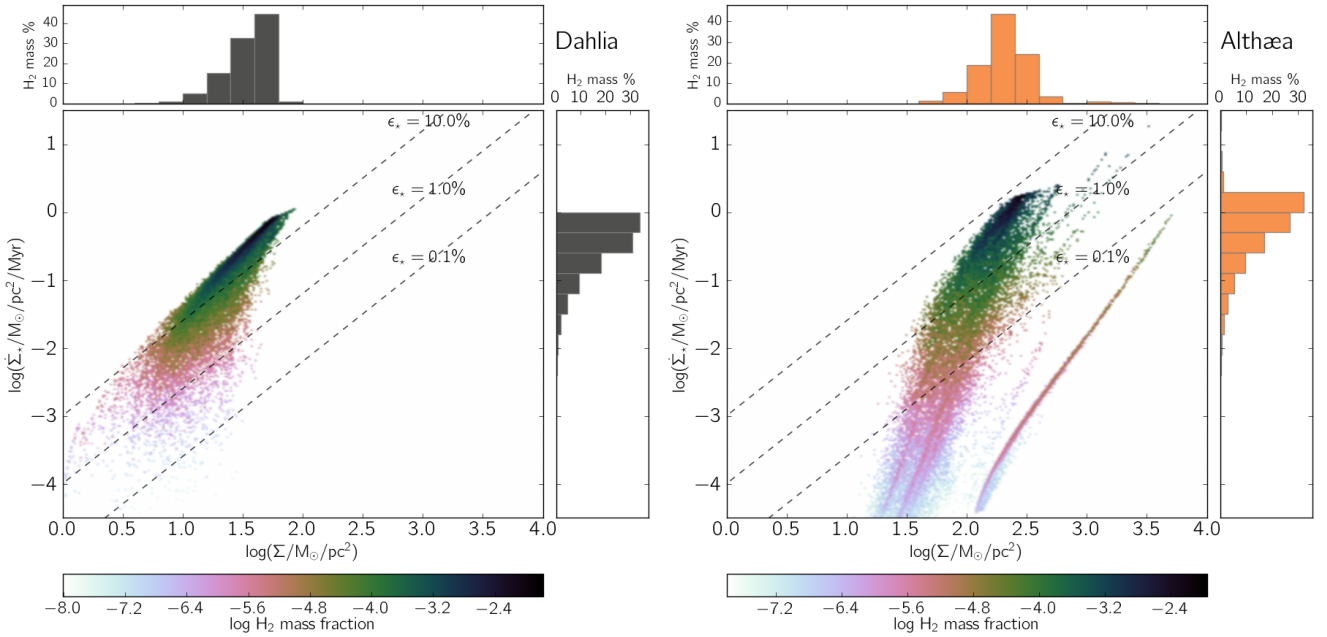 Dahlia
H₂ mass %
40
30
20
10
0
H₂ mass %
0 10 20 30
ϵ⋆ = 10.0%
ϵ⋆ = 1.0%
ϵ⋆ = 0.1%
log(Σ̇⋆/M☉/pc²/Myr)
1
0
−1
−2
−3
−4
0.0 0.5 1.0 1.5 2.0 2.5 3.0 3.5 4.0
log(Σ/M☉/pc²)
−8.0 −7.2 −6.4 −5.6 −4.8 −4.0 −3.2 −2.4
log H₂ mass fraction
Althæa
H₂ mass %
40
30
20
10
0
H₂ mass %
0 10 20 30
ϵ⋆ = 10.0%
ϵ⋆ = 1.0%
ϵ⋆ = 0.1%
log(Σ̇⋆/M☉/pc²/Myr)
1
0
−1
−2
−3
−4
0.0 0.5 1.0 1.5 2.0 2.5 3.0 3.5 4.0
log(Σ/M☉/pc²)
−7.2 −6.4 −5.6 −4.8 −4.0 −3.2 −2.4
log H₂ mass fraction